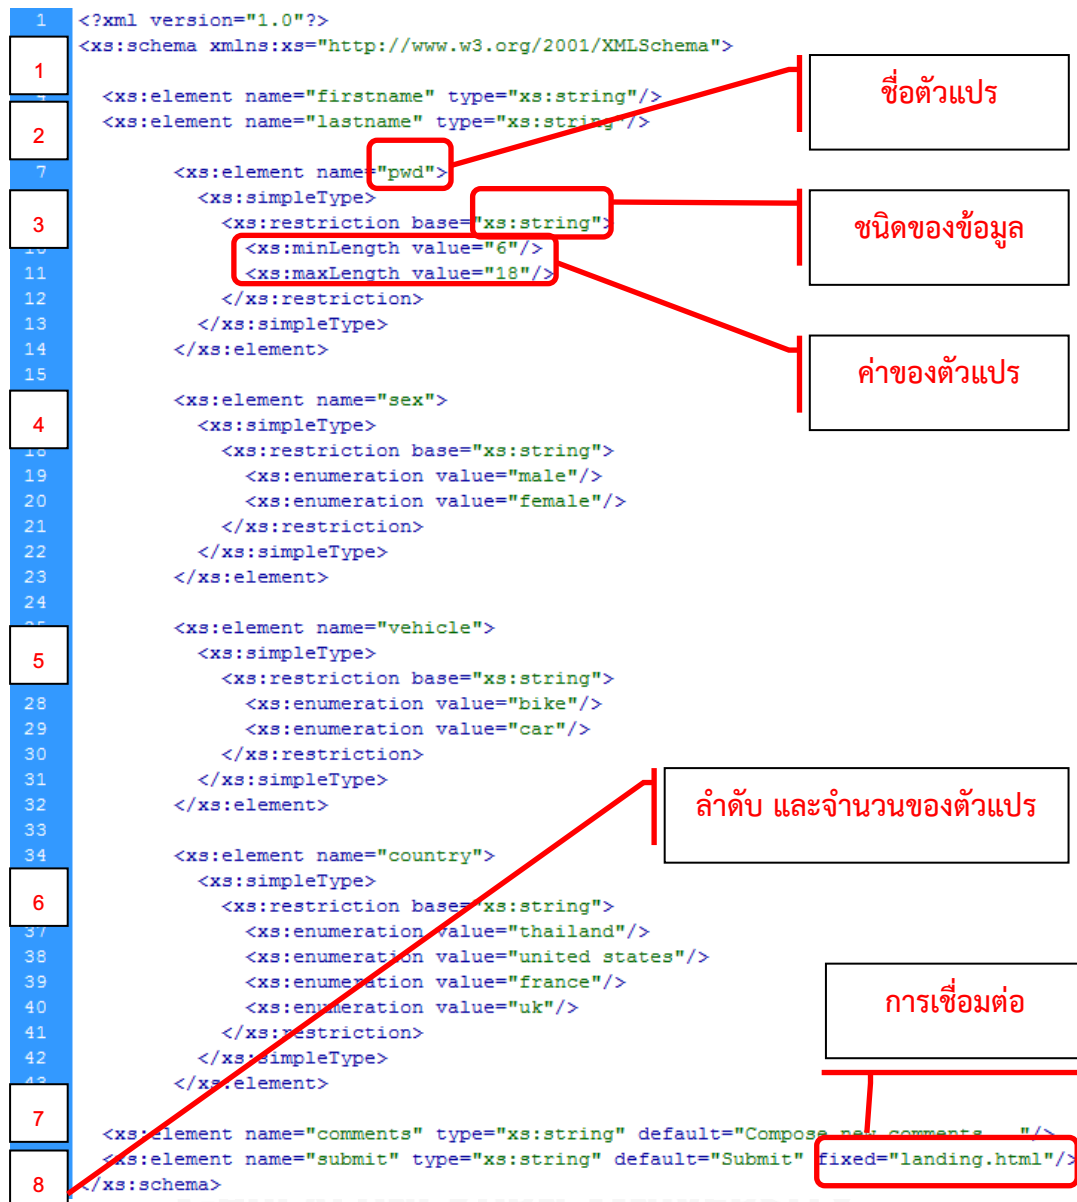 1 <?xml version="1.0"?>
<xs:schema xmlns:xs="http://www.w3.org/2001/XMLSchema">
1
ชื่อตัวแปร
<xs:element name="firstname" type="xs:string"/>
2 <xs:element name="lastname" type="xs:string"/>
7 <xs:element name="pwd">
<xs:simpleType>
3 <xs:restriction base="xs:string">
ชนิดของข้อมูล
10 <xs:minLength value="6"/>
11 <xs:maxLength value="18"/>
12 </xs:restriction>
13 </xs:simpleType>
14 </xs:element>
15
ค่าของตัวแปร
<xs:element name="sex">
4 <xs:simpleType>
18 <xs:restriction base="xs:string">
19 <xs:enumeration value="male"/>
20 <xs:enumeration value="female"/>
21 </xs:restriction>
22 </xs:simpleType>
23 </xs:element>
24
<xs:element name="vehicle">
5 <xs:simpleType>
<xs:restriction base="xs:string">
28 <xs:enumeration value="bike"/>
29 <xs:enumeration value="car"/>
30 </xs:restriction>
31 </xs:simpleType>
32 </xs:element>
ลำดับ และจำนวนของตัวแปร
33
34 <xs:element name="country">
<xs:simpleType>
6 <xs:restriction base="xs:string">
37 <xs:enumeration value="thailand"/>
38 <xs:enumeration value="united states"/>
39 <xs:enumeration value="france"/>
40 <xs:enumeration value="uk"/>
การเชื่อมต่อ
41 </xs:restriction>
42 </xs:simpleType>
43 </xs:element>
7
<xs:element name="comments" type="xs:string" default="Compose new comments..."/>
<xs:element name="submit" type="xs:string" default="Submit" fixed="landing.html"/>
8 </xs:schema>